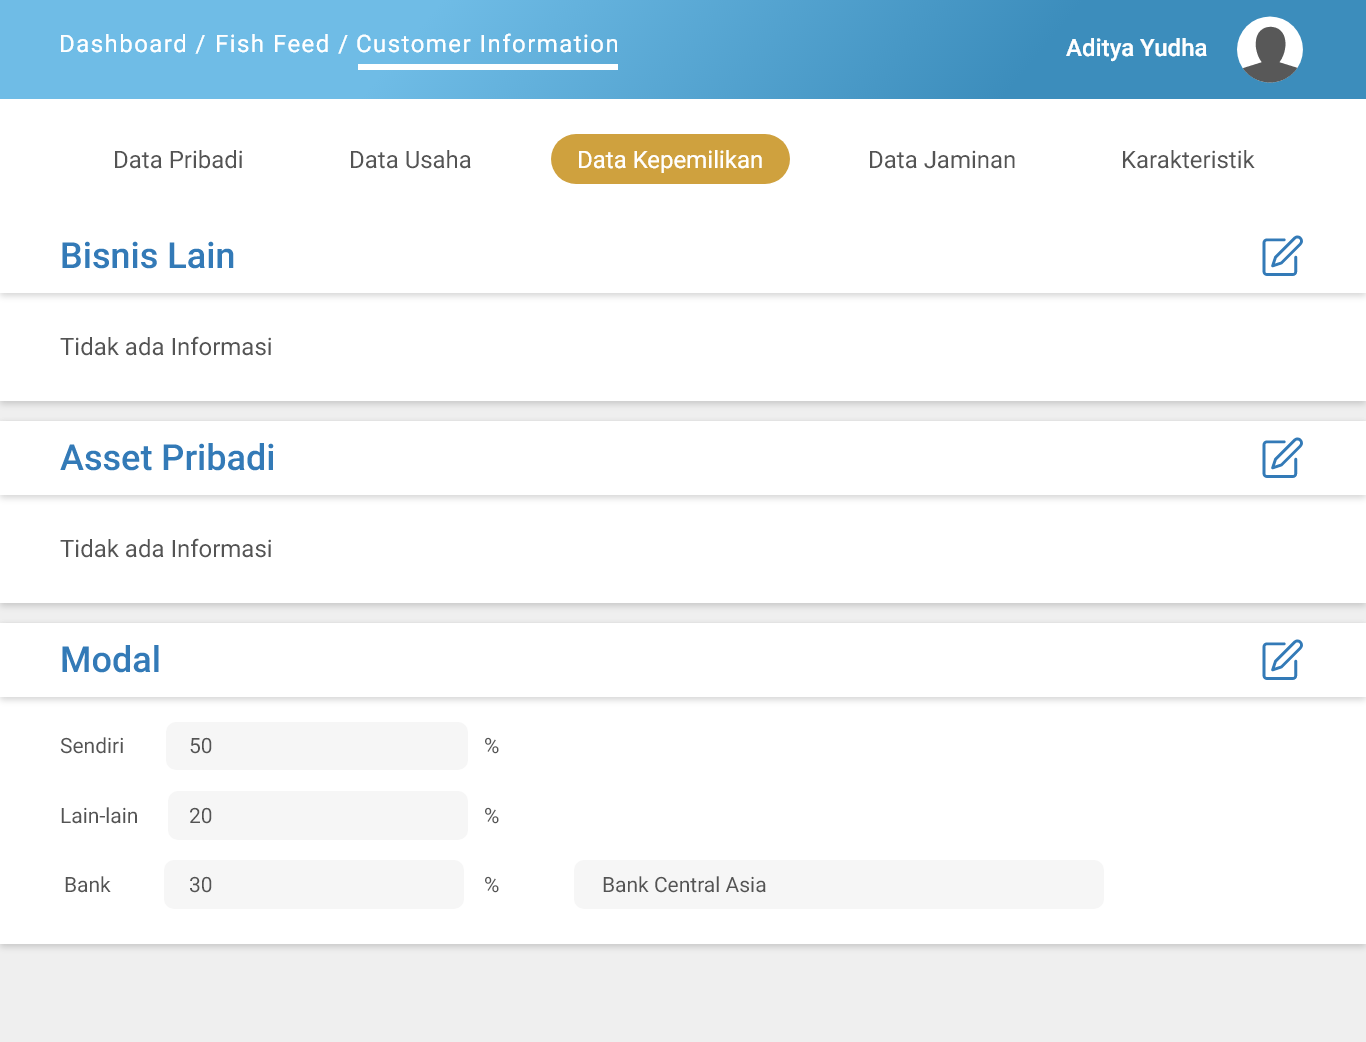 Dashboard / Fish Feed / Customer Information
Aditya Yudha
Data Pribadi
Data Usaha
Data Kepemilikan
Data Jaminan
Karakteristik
Bisnis Lain
Tidak ada Informasi
Asset Pribadi
Tidak ada Informasi
Modal
Sendiri 50 %
Lain-lain 20 %
Bank 30 % Bank Central Asia